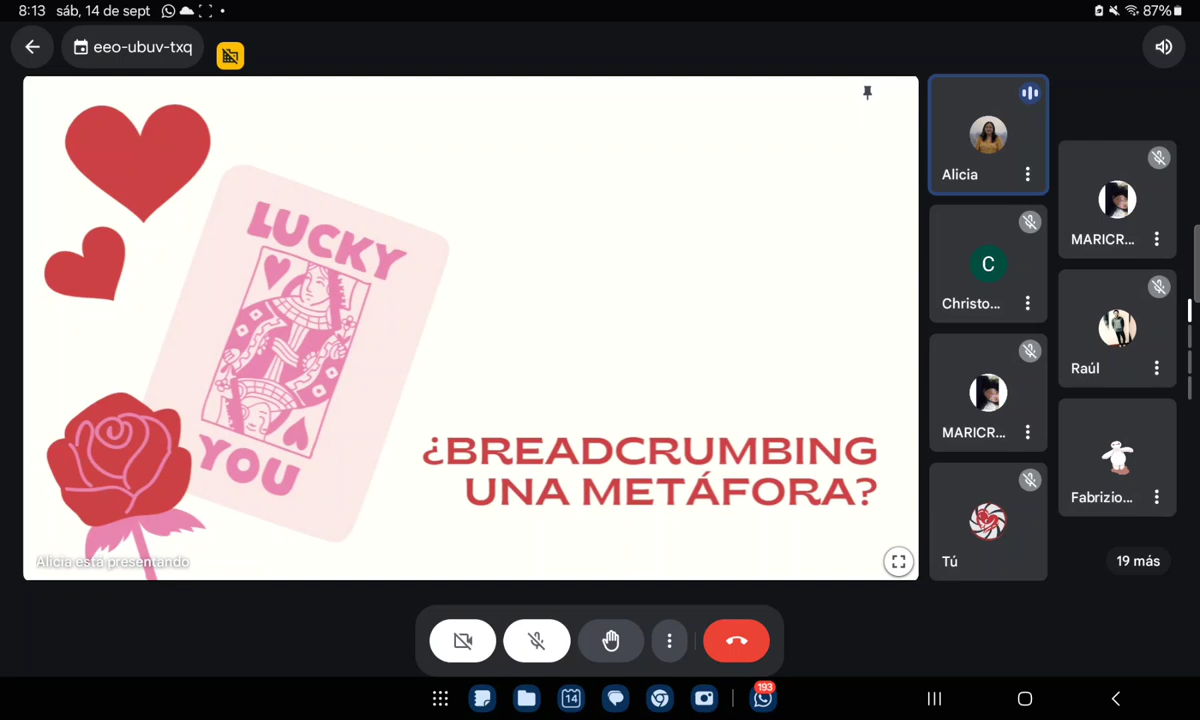 8:13 sáb, 14 de sept
87%
eeo-ubuv-txq
LUCKY
YOU
¿BREADCRUMBING
UNA METÁFORA?
Alicia está presentando
Alicia
Christo...
MARICR...
Tú
MARICR...
Raúl
Fabrizio...
19 más
14
193
C